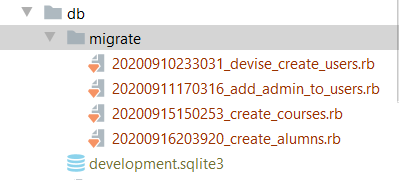 db
migrate
20200910233031_devise_create_users.rb
20200911170316_add_admin_to_users.rb
20200915150253_create_courses.rb
20200916203920_create_alumns.rb
development.sqlite3